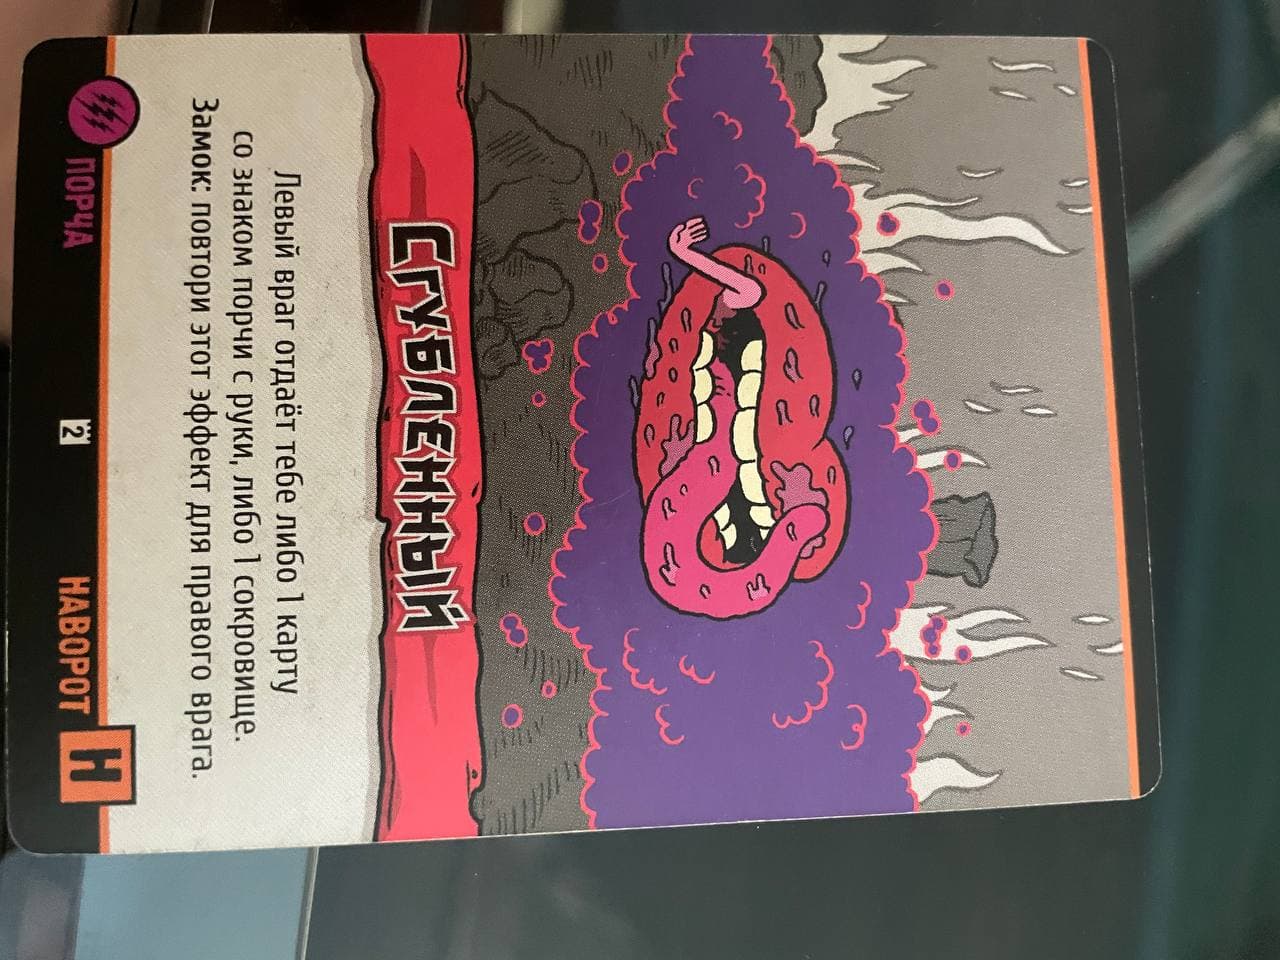 Сгубленный
Левый враг отдаёт тебе либо 1 карту
со знаком порчи с руки, либо 1 сокровище.
Замок: повтори этот эффект для правого врага.
ПОРЧА
2
НАВОРОТ Н